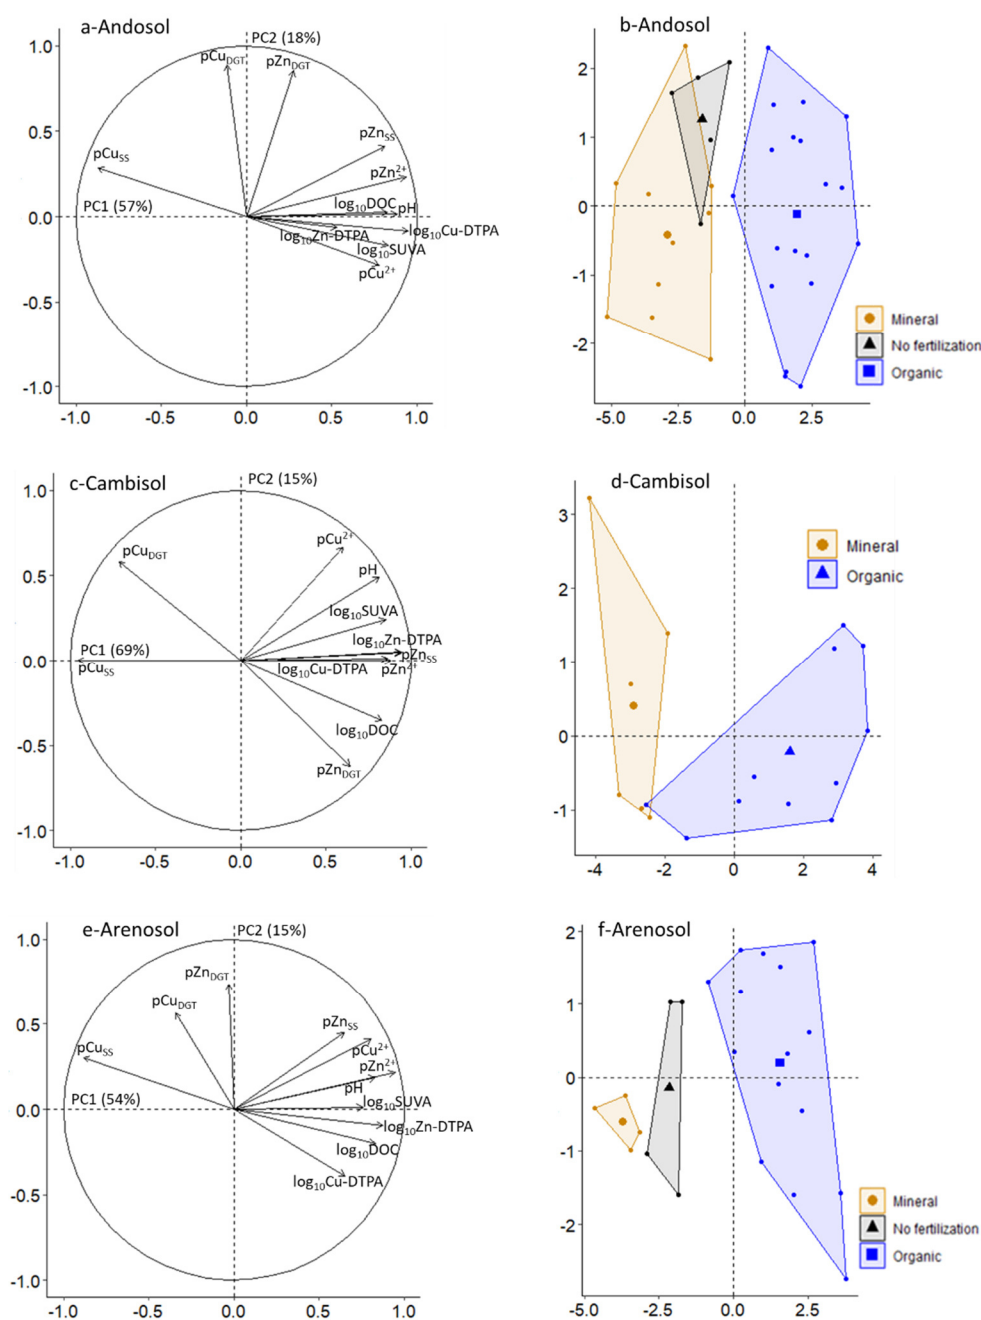 a-Andosol
PC2 (18%)
pCuDGT
pZnDGT
pZnSS
pCuSS
pZn2+
log10DOC
pH
PC1 (57%)
log10Cu-DTPA
log10Zn-DTPA
log10SUVA
pCu2+
1.0
0.5
0.0
-0.5
-1.0
-1.0 -0.5 0.0 0.5 1.0
b-Andosol
2
1
0
-1
-2
-5.0 -2.5 0.0 2.5
Mineral
No fertilization
Organic
c-Cambisol
PC2 (15%)
pCu2+
pCuDGT
pH
log10SUVA
log10Zn-DTPA
PC1 (69%)
pZnSS
pCuSS
log10Cu-DTPA
pZn2+
log10DOC
pZnDGT
1.0
0.5
0.0
-0.5
-1.0
-1.0 -0.5 0.0 0.5 1.0
d-Cambisol
3
2
1
0
-1
-4 -2 0 2 4
Mineral
Organic
e-Arenosol
PC2 (15%)
pZnDGT
pCuDGT
pZnSS
pCuSS
pCu2+
pZn2+
pH
PC1 (54%)
log10SUVA
log10Zn-DTPA
log10DOC
log10Cu-DTPA
1.0
0.5
0.0
-0.5
-1.0
-1.0 -0.5 0.0 0.5 1.0
f-Arenosol
2
1
0
-1
-2
-5.0 -2.5 0.0 2.5
Mineral
No fertilization
Organic